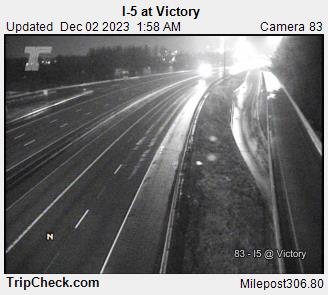 I-5 at Victory
Updated Dec 02 2023 1:58 AM Camera 83
N
83 - I5 @ Victory
TripCheck.com Milepost306.80